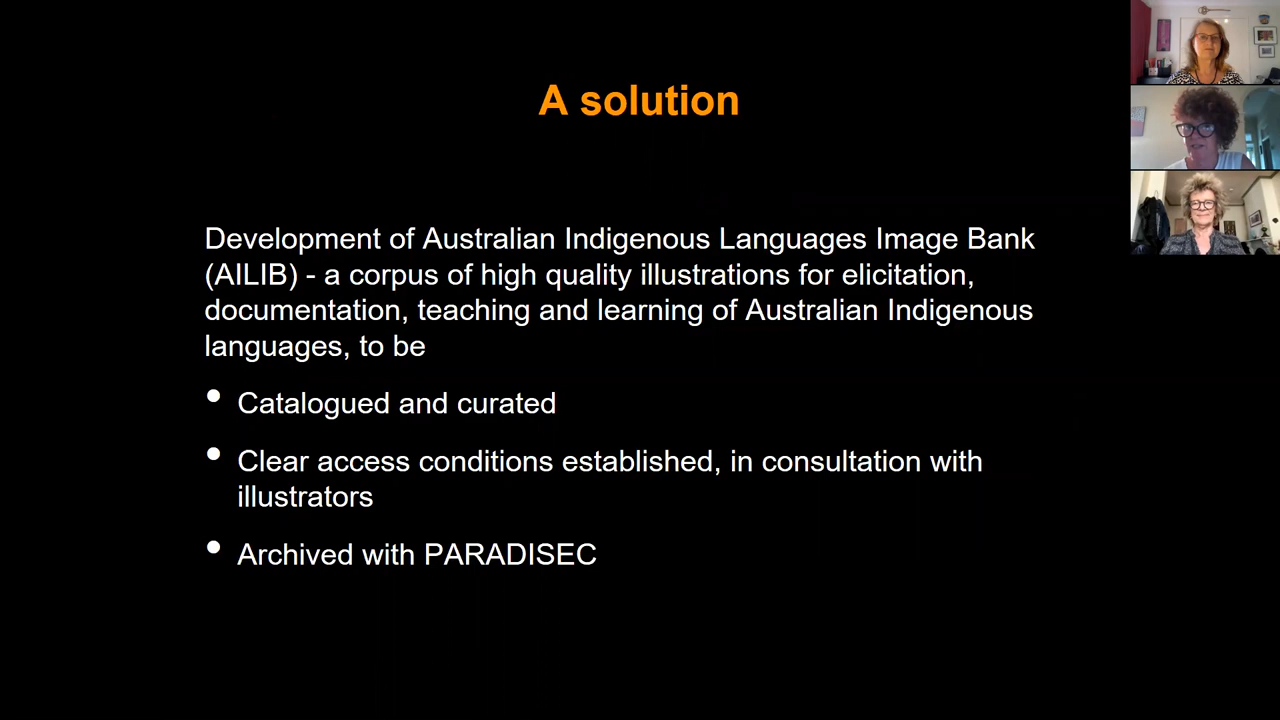 A solution
Development of Australian Indigenous Languages Image Bank
(AILIB) - a corpus of high quality illustrations for elicitation,
documentation, teaching and learning of Australian Indigenous
languages, to be
• Catalogued and curated
• Clear access conditions established, in consultation with
illustrators
• Archived with PARADISEC